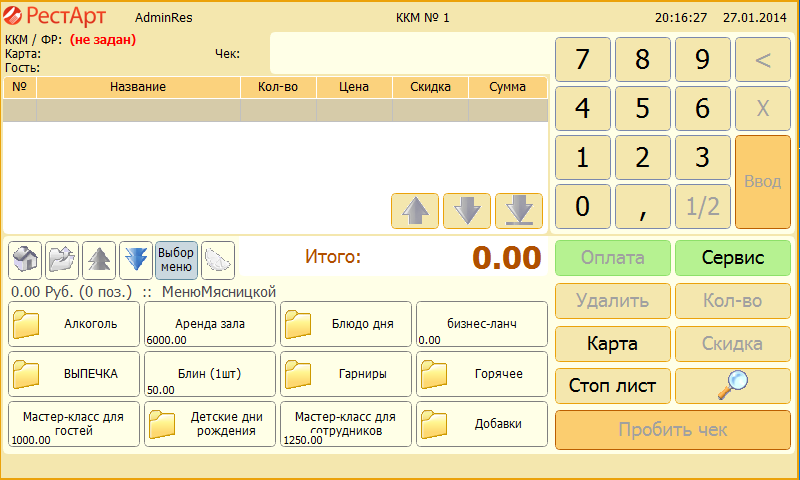 РестАрт AdminRes ККМ № 1 20:16:27 27.01.2014
ККМ / ФР: (не задан)
Карта: Чек:
Гость:
№ Название Кол-во Цена Скидка Сумма
7 8 9 <
4 5 6 X
1 2 3 Ввод
0 , 1/2
Выбор
меню
Итого: 0.00
Оплата Сервис
0.00 Руб. (0 поз.) :: МенюМясницкой
Удалить Кол-во
Алкоголь
Аренда зала
6000.00
Блюдо дня
бизнес-ланч
0.00
Карта Скидка
ВЫПЕЧКА
Блин (1шт)
50.00
Гарниры
Горячее
Стоп лист
Мастер-класс для
гостей
1000.00
Детские дни
рождения
Мастер-класс для
сотрудников
1250.00
Добавки
Пробить чек